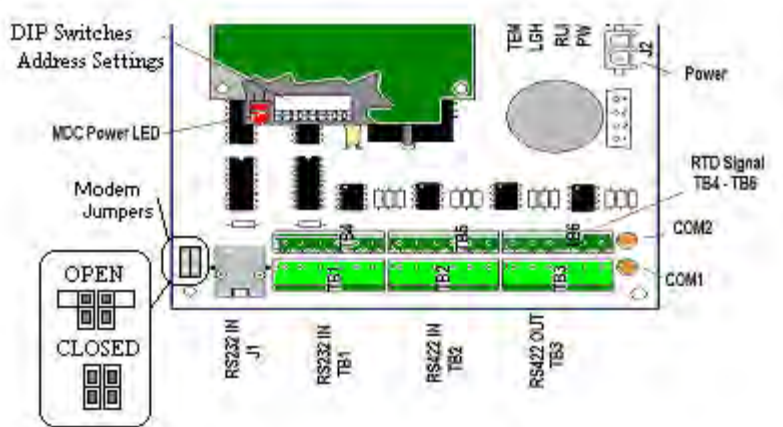 DIP Switches
Address Settings
MDC Power LED
Modem
Jumpers
OPEN
CLOSED
TEM
LGH
RUI
PW
J2
Power
RTD Signal
TB4 - TB6
COM2
COM1
TB4
TB5
TB6
TB1
TB2
TB3
RS232 IN
J1
RS232 IN
TB1
RS422 IN
TB2
RS422 OUT
TB3